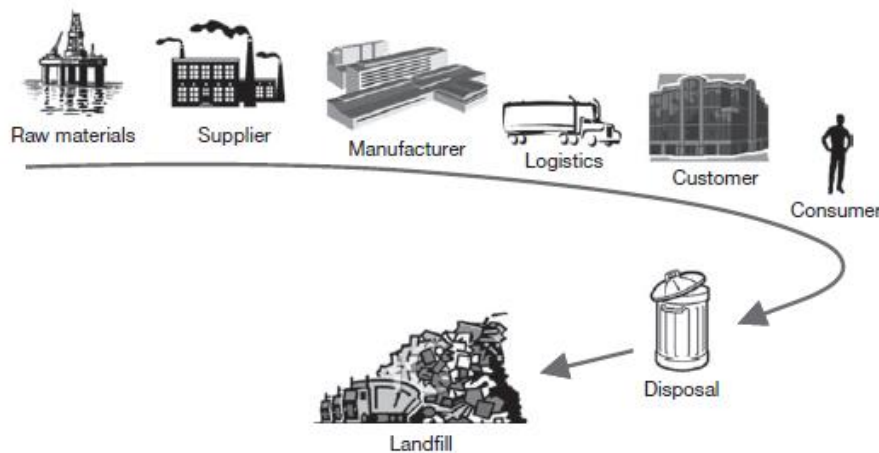 Raw materials
Supplier
Manufacturer
Logistics
Customer
Consumer
Disposal
Landfill